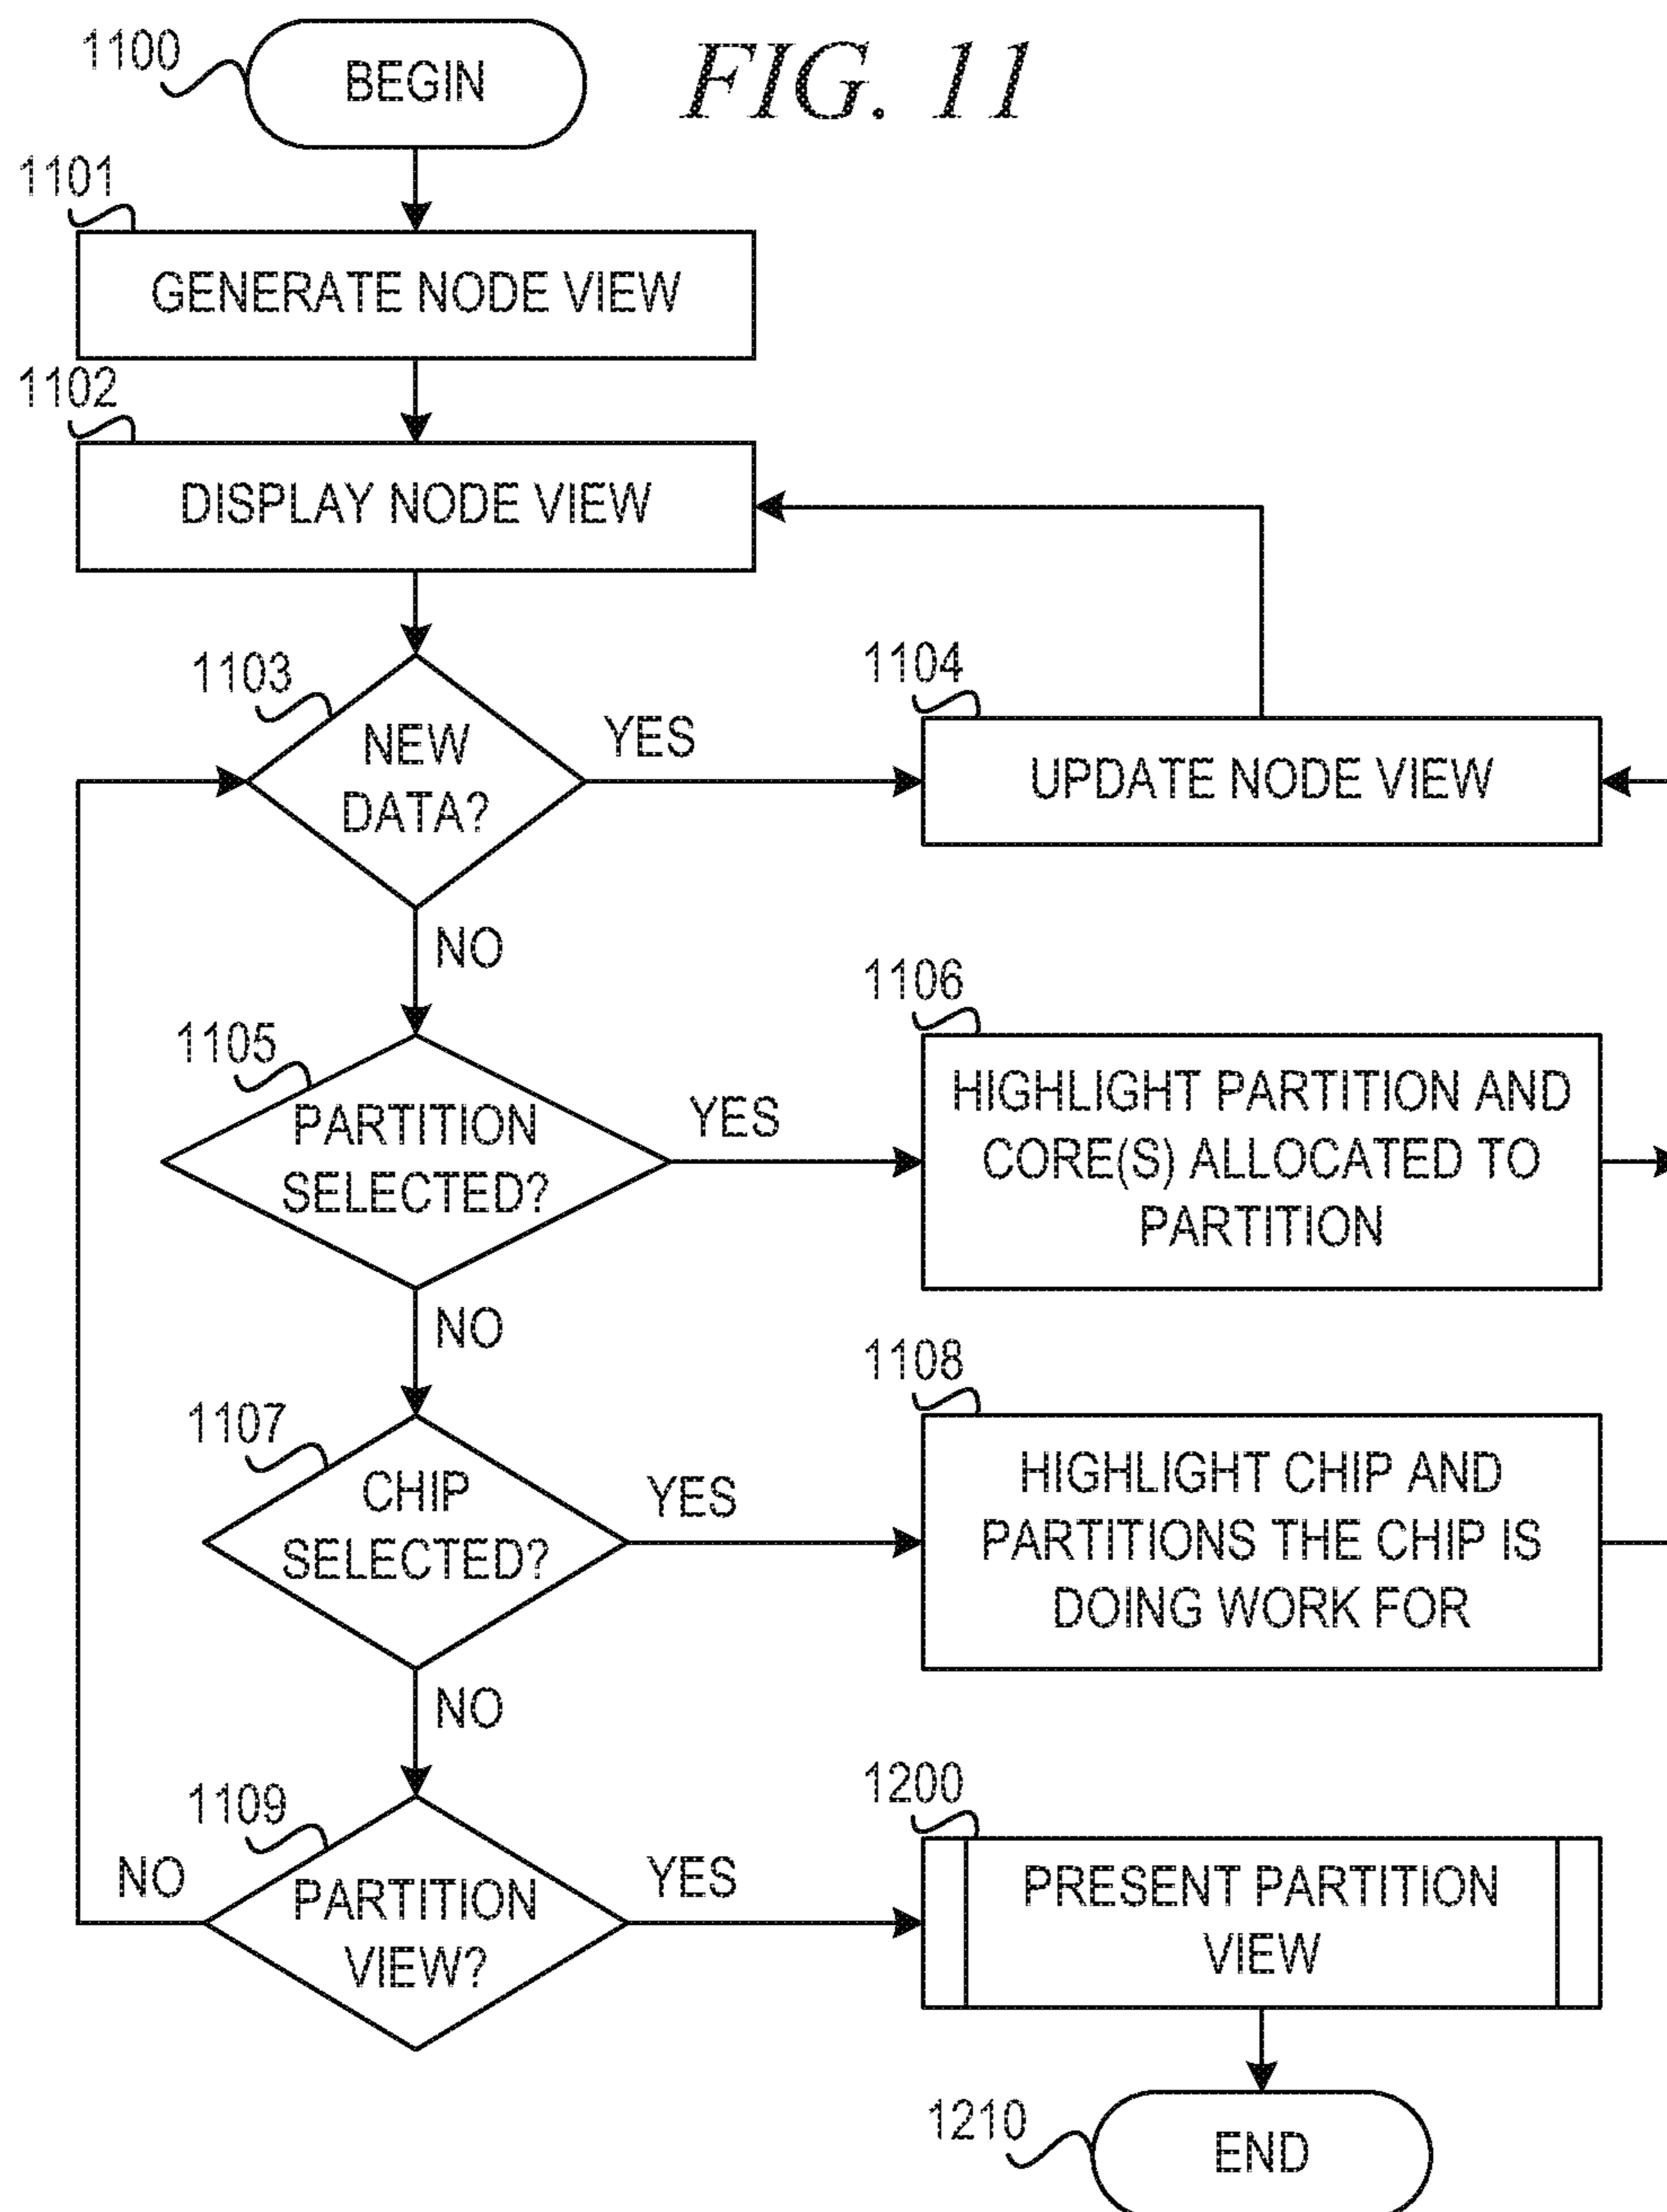 1100
BEGIN
FIG. 11
1101
GENERATE NODE VIEW
1102
DISPLAY NODE VIEW
1103
NEW
DATA?
YES
1104
UPDATE NODE VIEW
NO
1105
PARTITION
SELECTED?
YES
1106
HIGHLIGHT PARTITION AND
CORE(S) ALLOCATED TO
PARTITION
NO
1107
CHIP
SELECTED?
YES
1108
HIGHLIGHT CHIP AND
PARTITIONS THE CHIP IS
DOING WORK FOR
NO
1109
NO
PARTITION
VIEW?
YES
1200
PRESENT PARTITION
VIEW
1210
END